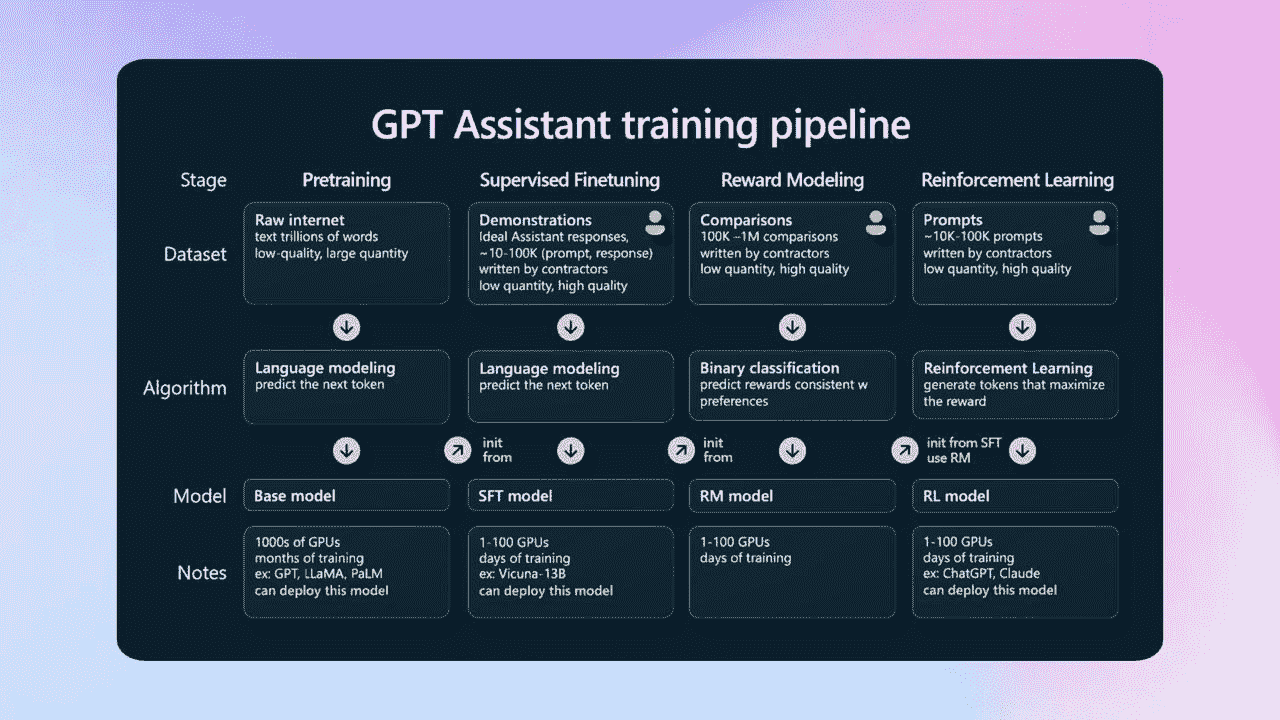 GPT Assistant training pipeline
Stage
Pretraining
Supervised Finetuning
Reward Modeling
Reinforcement Learning
Dataset
Raw internet
text trillions of words
low-quality, large quantity
Demonstrations
Ideal Assistant responses,
~10-100K (prompt, response)
written by contractors
low quantity, high quality
Comparisons
100K –1M comparisons
written by contractors
low quantity, high quality
Prompts
~10K-100K prompts
written by contractors
low quantity, high quality
Algorithm
Language modeling
predict the next token
Language modeling
predict the next token
Binary classification
predict rewards consistent w
preferences
Reinforcement Learning
generate tokens that maximize
the reward
init
from
init
from
init from SFT
use RM
Model
Base model
SFT model
RM model
RL model
Notes
1000s of GPUs
months of training
ex: GPT, LLaMA, PaLM
can deploy this model
1-100 GPUs
days of training
ex: Vicuna-13B
can deploy this model
1-100 GPUs
days of training
1-100 GPUs
days of training
ex: ChatGPT, Claude
can deploy this model